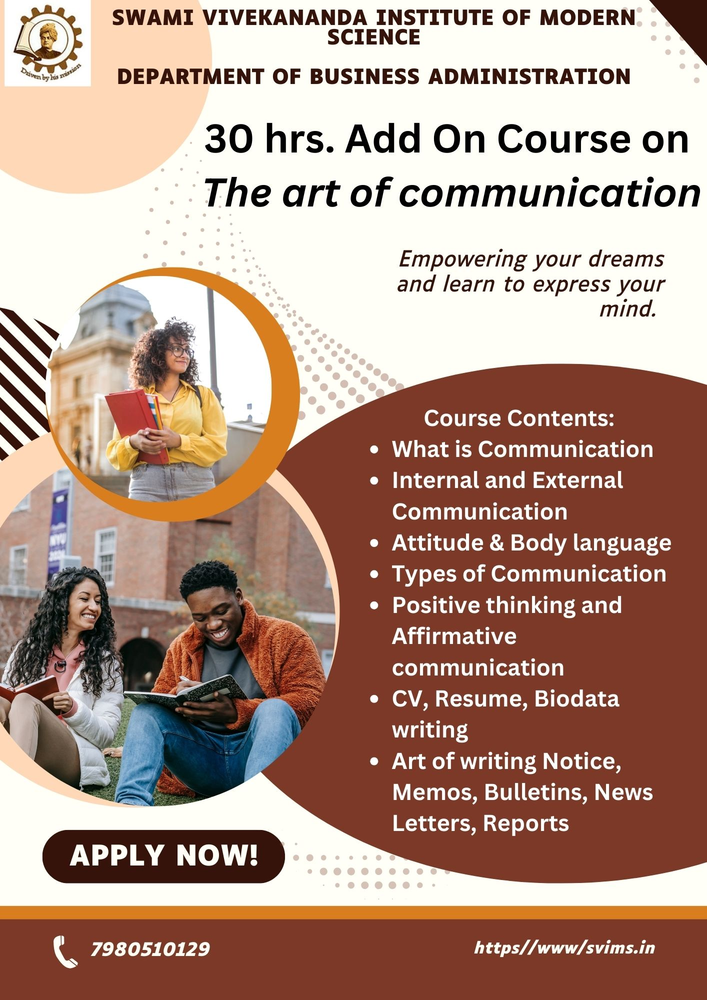 SWAMI VIVEKANANDA INSTITUTE OF MODERN
SCIENCE
DEPARTMENT OF BUSINESS ADMINISTRATION
Driven by his mission
30 hrs. Add On Course on
The art of communication
Empowering your dreams
and learn to express your
mind.
Course Contents:
• What is Communication
• Internal and External
Communication
• Attitude & Body language
• Types of Communication
• Positive thinking and
Affirmative
communication
• CV, Resume, Biodata
writing
• Art of writing Notice,
Memos, Bulletins, News
Letters, Reports
NYU
APPLY NOW!
7980510129
https//www/svims.in